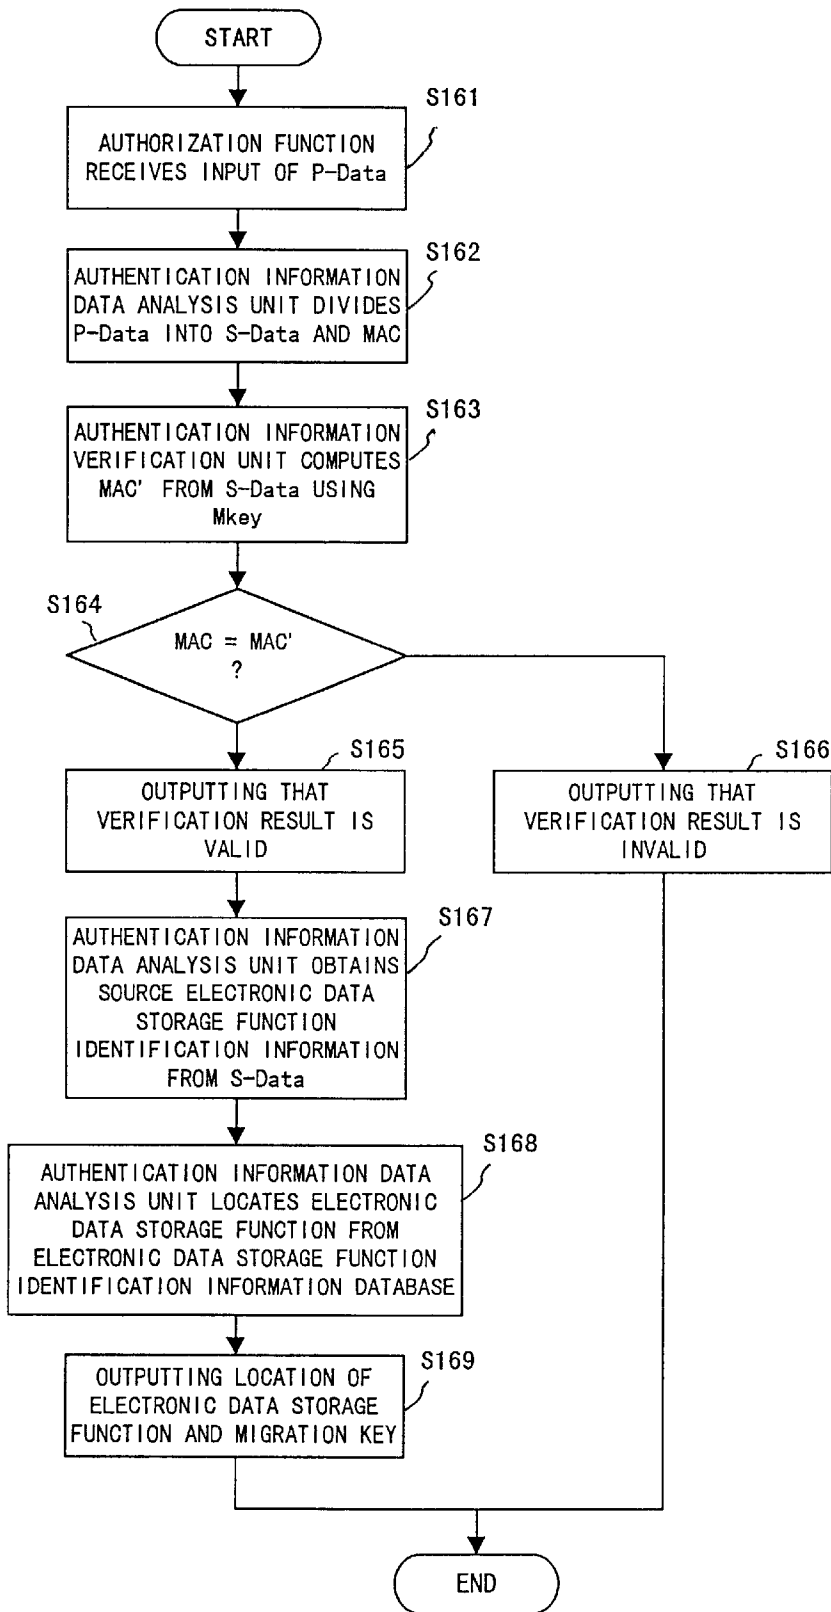 START
S161
AUTHORIZATION FUNCTION
RECEIVES INPUT OF P-Data
S162
AUTHENTICATION INFORMATION
DATA ANALYSIS UNIT DIVIDES
P-Data INTO S-Data AND MAC
S163
AUTHENTICATION INFORMATION
VERIFICATION UNIT COMPUTES
MAC' FROM S-Data USING
Mkey
S164
MAC = MAC'
?
S165
OUTPUTTING THAT
VERIFICATION RESULT IS
VALID
S166
OUTPUTTING THAT
VERIFICATION RESULT IS
INVALID
S167
AUTHENTICATION INFORMATION
DATA ANALYSIS UNIT OBTAINS
SOURCE ELECTRONIC DATA
STORAGE FUNCTION
IDENTIFICATION INFORMATION
FROM S-Data
S168
AUTHENTICATION INFORMATION DATA
ANALYSIS UNIT LOCATES ELECTRONIC
DATA STORAGE FUNCTION FROM
ELECTRONIC DATA STORAGE FUNCTION
IDENTIFICATION INFORMATION DATABASE
S169
OUTPUTTING LOCATION OF
ELECTRONIC DATA STORAGE
FUNCTION AND MIGRATION KEY
END